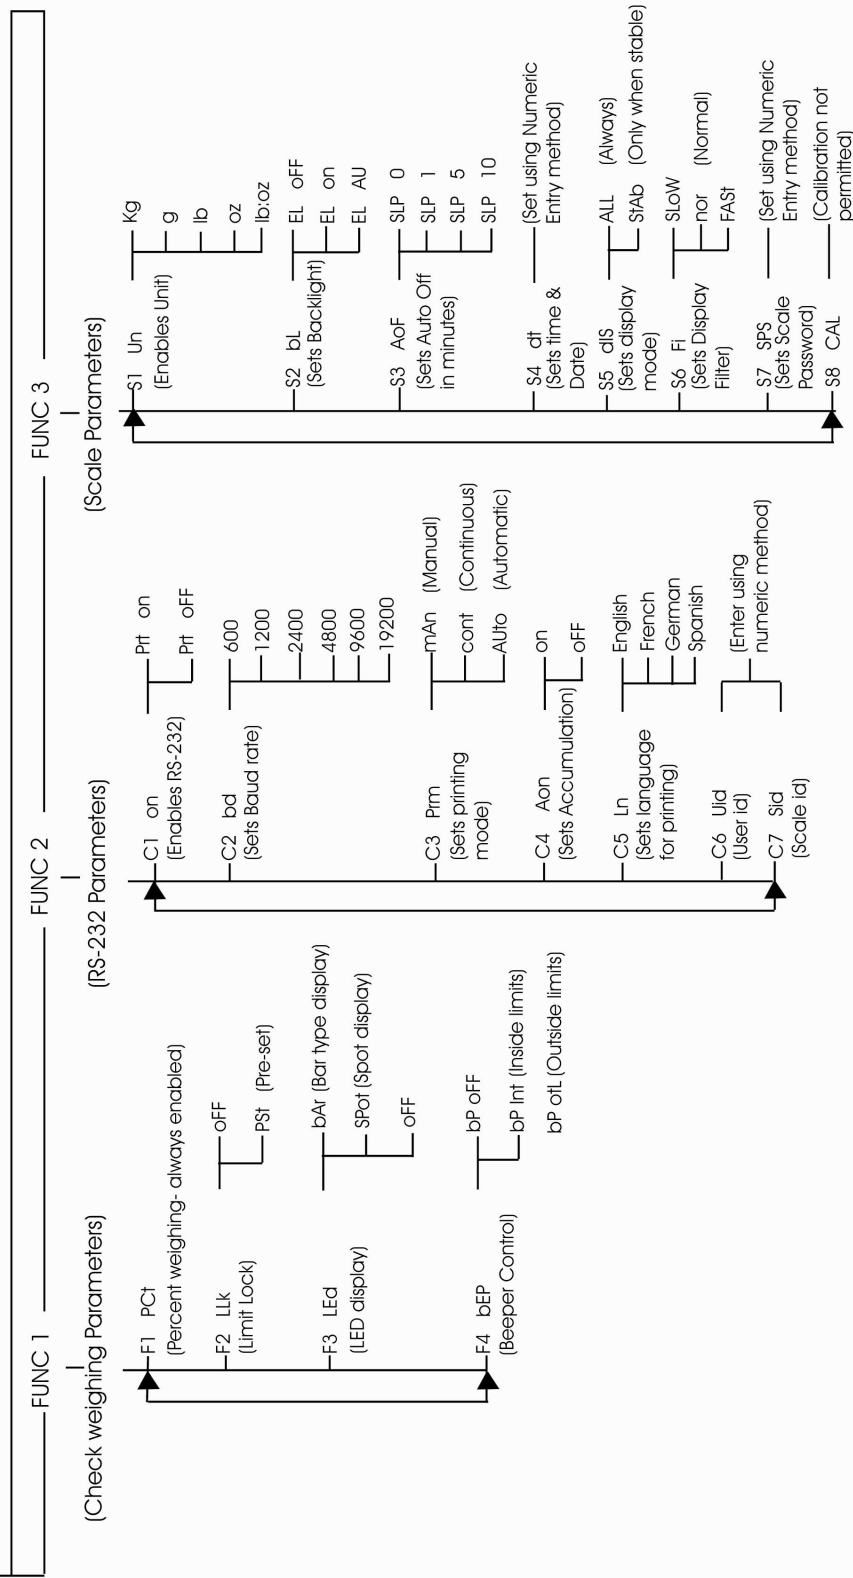 FUNC 1
(Check weighing Parameters)
F1 PCt
(Percent weighing- always enabled)
F2 LLk
(Limit Lock)
oFF
PSt (Pre-set)
F3 LEd
(LED display)
bAr (Bar type display)
SPot (Spot display)
oFF
F4 bEP
(Beeper Control)
bP oFF
bP Int (Inside limits)
bP otL (Outside limits)
FUNC 2
(RS-232 Parameters)
C1 on
(Enables RS-232)
Prt on
Prt oFF
C2 bd
(Sets Baud rate)
600
1200
2400
4800
9600
19200
C3 Prm
(Sets printing
mode)
mAn (Manual)
cont (Continuous)
AUto (Automatic)
C4 Aon
(Sets Accumulation)
on
oFF
C5 Ln
(Sets language
for printing)
English
French
German
Spanish
C6 Uid
(User id)
C7 Sid
(Scale id)
(Enter using
numeric method)
FUNC 3
(Scale Parameters)
S1 Un
(Enables Unit)
Kg
g
lb
oz
lb:oz
S2 bL
(Sets Backlight)
EL oFF
EL on
EL AU
S3 AoF
(Sets Auto Off
in minutes)
SLP 0
SLP 1
SLP 5
SLP 10
S4 dt
(Sets time &
Date)
(Set using Numeric
Entry method)
S5 dIS
(Sets display
mode)
ALL (Always)
StAb (Only when stable)
S6 Fi
(Sets Display
Filter)
SLoW
nor (Normal)
FASt
S7 SPS
(Sets Scale
Password)
(Set using Numeric
Entry method)
S8 CAL
(Calibration not
permitted)